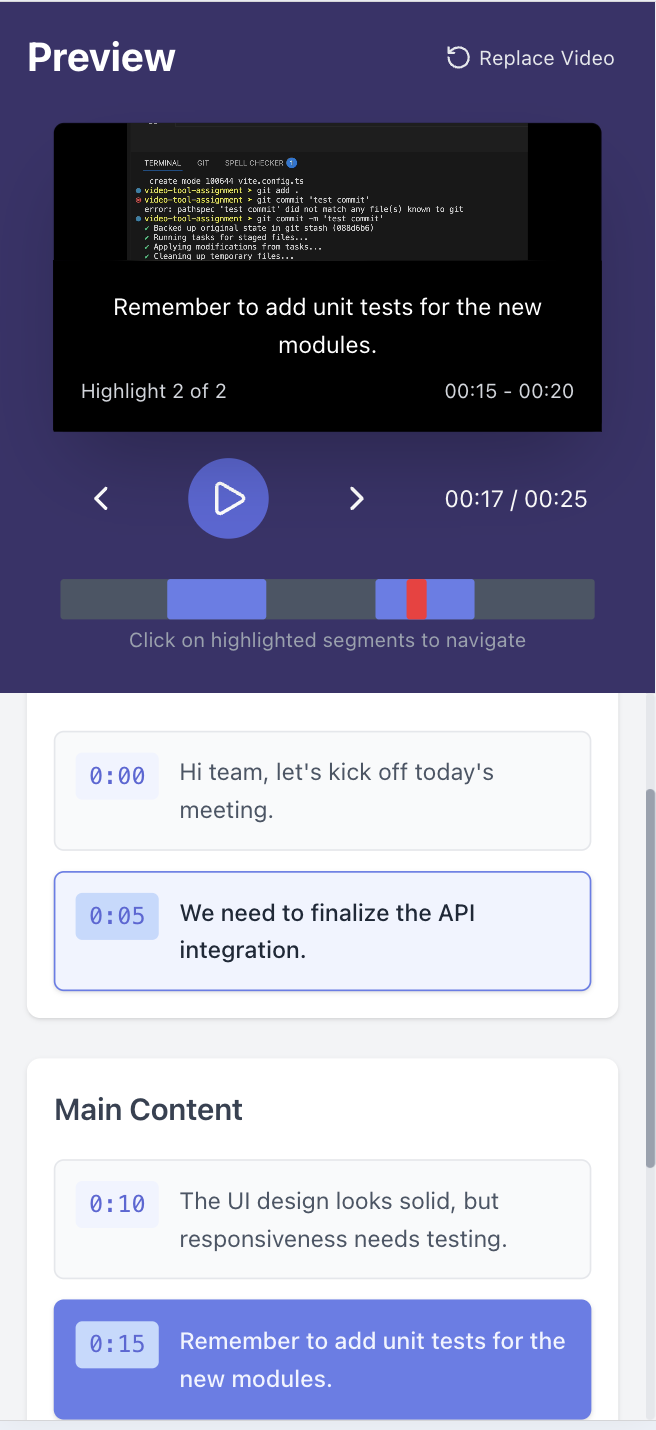 Preview
Replace Video
TERMINAL GIT SPELL CHECKER 1
create mode 100644 vite.config.ts
video-tool-assignment > git add .
video-tool-assignment > git commit 'test commit'
error: pathspec 'test commit' did not match any file(s) known to git
video-tool-assignment > git commit -m 'test commit'
✓ Backed up original state in git stash (088d6b6)
✓ Running tasks for staged files...
✓ Applying modifications from tasks...
✓ Cleaning up temporary files...
Remember to add unit tests for the new
modules.
Highlight 2 of 2
00:15 - 00:20
00:17 / 00:25
Click on highlighted segments to navigate
0:00
Hi team, let's kick off today's
meeting.
0:05
We need to finalize the API
integration.
Main Content
0:10
The UI design looks solid, but
responsiveness needs testing.
0:15
Remember to add unit tests for the
new modules.